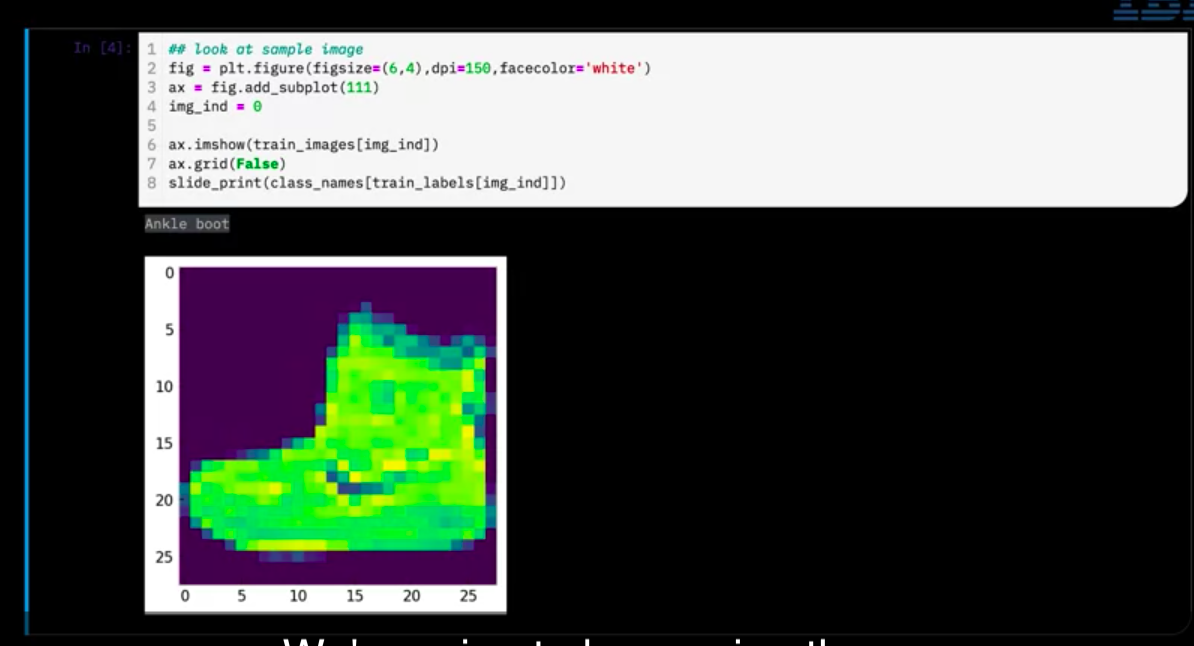 In [4]:
1 ## look at sample image
2 fig = plt.figure(figsize=(6,4),dpi=150,facecolor='white')
3 ax = fig.add_subplot(111)
4 img_ind = 0
5
6 ax.imshow(train_images[img_ind])
7 ax.grid(False)
8 slide_print(class_names[train_labels[img_ind]])
Ankle boot
0
5
10
15
20
25
0 5 10 15 20 25